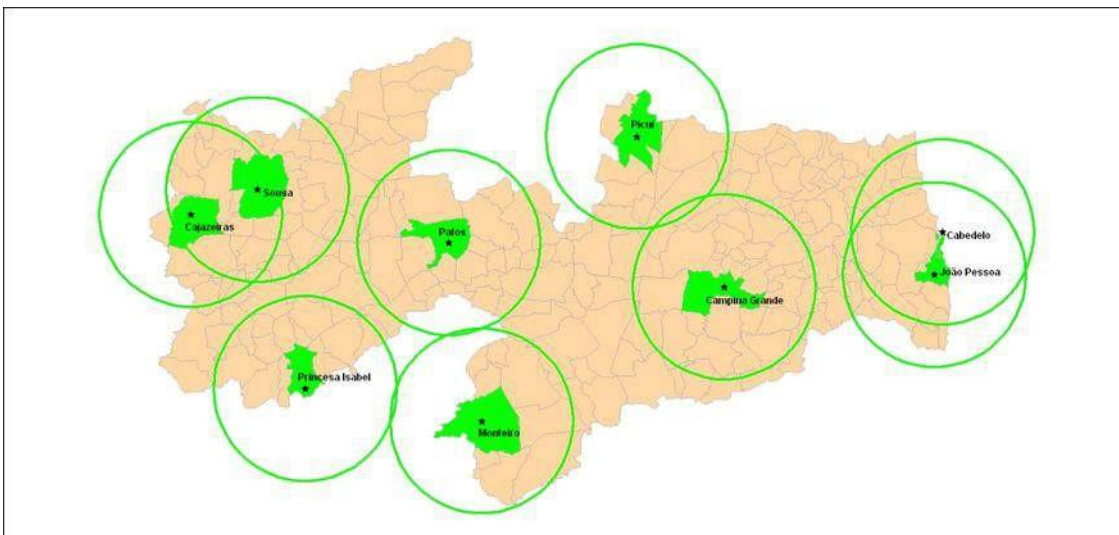 Picuí
Sousa
Cajazeiras
Patos
Cabedelo
João Pessoa
Campina Grande
Princesa Isabel
Monteiro